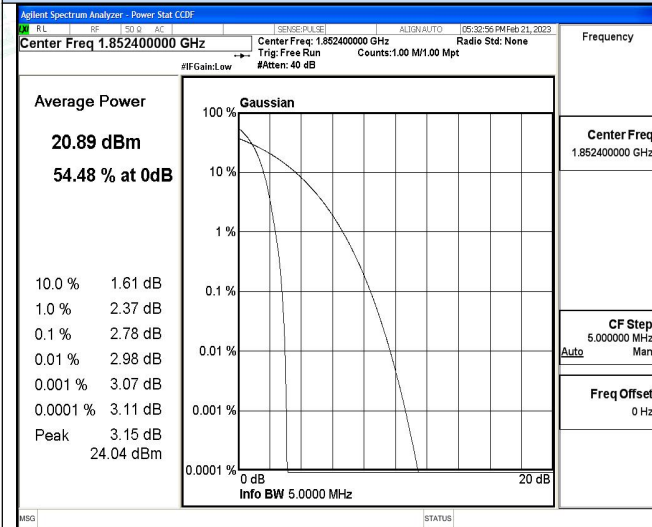 Agilent Spectrum Analyzer - Power Stat CCDF
LXI RL RF 50 Ω AC SENSE:PULSE ALIGN AUTO 05:32:56 PM Feb 21, 2023
Center Freq 1.852400000 GHz
Center Freq: 1.852400000 GHz Radio Std: None
Trig: Free Run Counts:1.00 M/1.00 Mpt
#IFGain:Low #Atten: 40 dB
Frequency
Average Power
20.89 dBm
54.48 % at 0dB
10.0 % 1.61 dB
1.0 % 2.37 dB
0.1 % 2.78 dB
0.01 % 2.98 dB
0.001 % 3.07 dB
0.0001 % 3.11 dB
Peak 3.15 dB
24.04 dBm
Gaussian
100 %
10 %
1 %
0.1 %
0.01 %
0.001 %
0.0001 %
0 dB 20 dB
Info BW 5.0000 MHz
Center Freq
1.852400000 GHz
CF Step
5.000000 MHz
Auto Man
Freq Offset
0 Hz
MSG STATUS